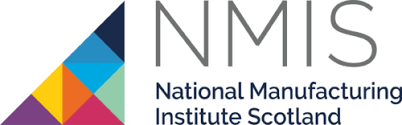 NMIS
National Manufacturing
Institute Scotland